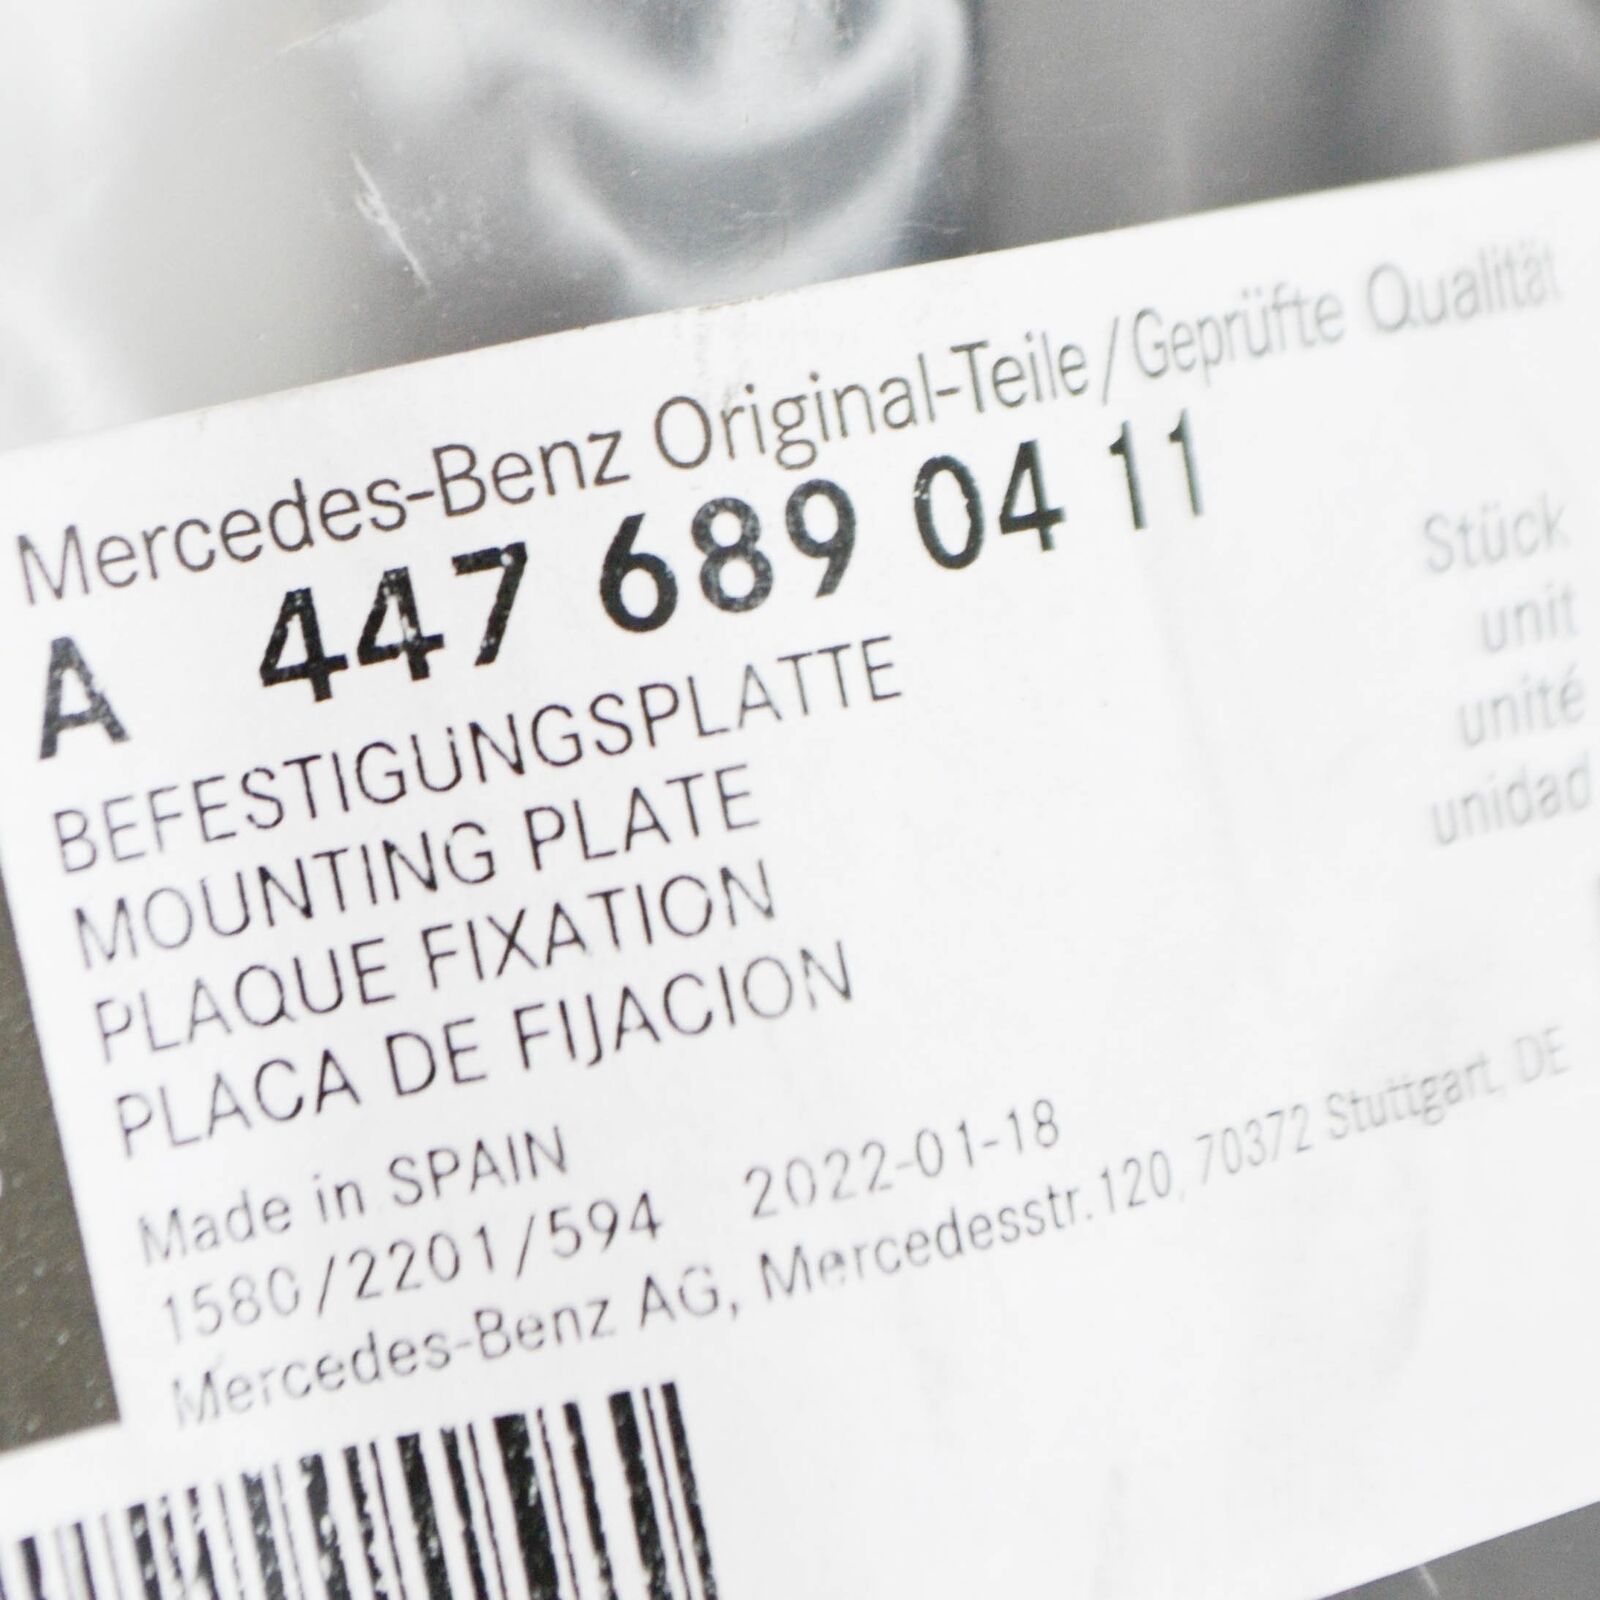 Mercedes-Benz Original-Teile/Geprüfte Qualität
A 447 689 04 11
BEFESTIGUNGSPLATTE
MOUNTING PLATE
PLAQUE FIXATION
PLACA DE FIJACION
Stück
unit
unité
unidad
Made in SPAIN
1580/2201/594 2022-01-18
Mercedes-Benz AG, Mercedesstr. 120, 70372 Stuttgart, DE